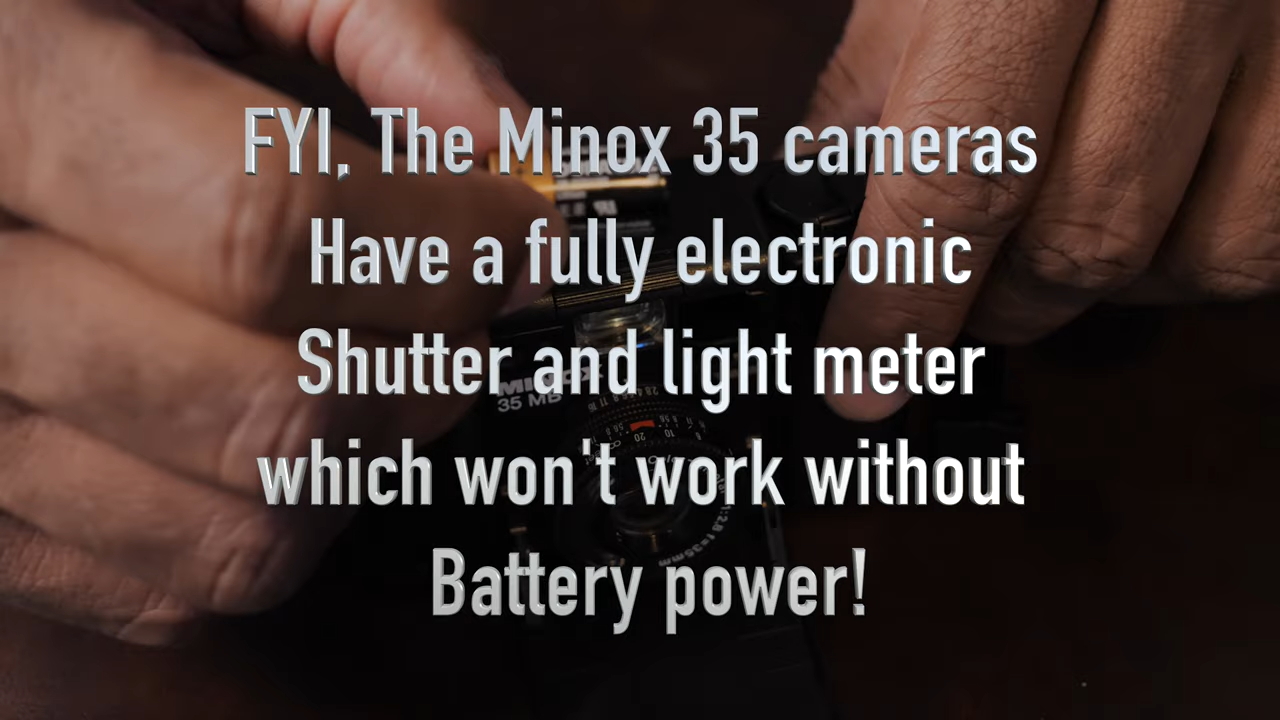 FYI, The Minox 35 cameras
Have a fully electronic
Shutter and light meter
which won't work without
Battery power!
MINOX
35 MB